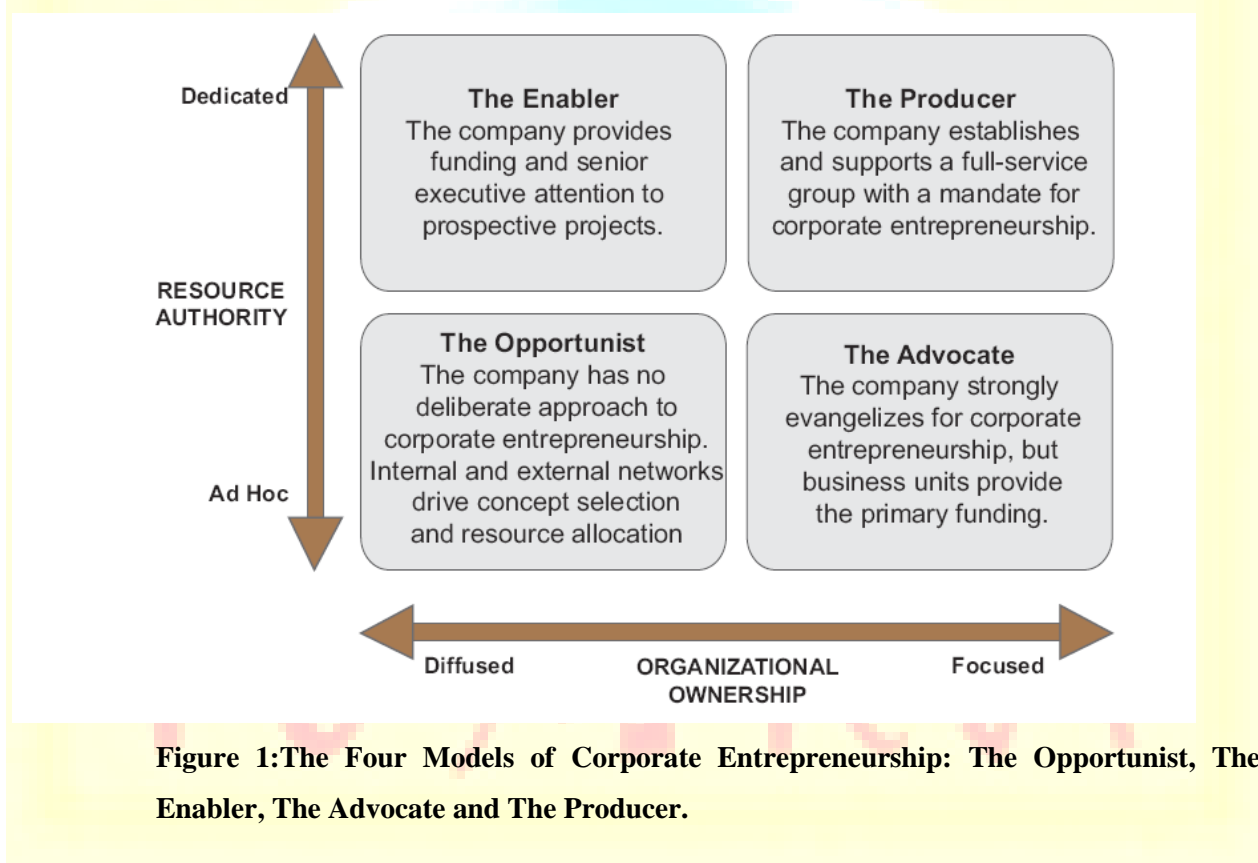 Dedicated
The Enabler
The company provides
funding and senior
executive attention to
prospective projects.
The Producer
The company establishes
and supports a full-service
group with a mandate for
corporate entrepreneurship.
RESOURCE
AUTHORITY
The Opportunist
The company has no
deliberate approach to
corporate entrepreneurship.
Internal and external networks
drive concept selection
and resource allocation
The Advocate
The company strongly
evangelizes for corporate
entrepreneurship, but
business units provide
the primary funding.
Ad Hoc
Diffused
ORGANIZATIONAL
OWNERSHIP
Focused
Figure 1:The Four Models of Corporate Entrepreneurship: The Opportunist, The
Enabler, The Advocate and The Producer.